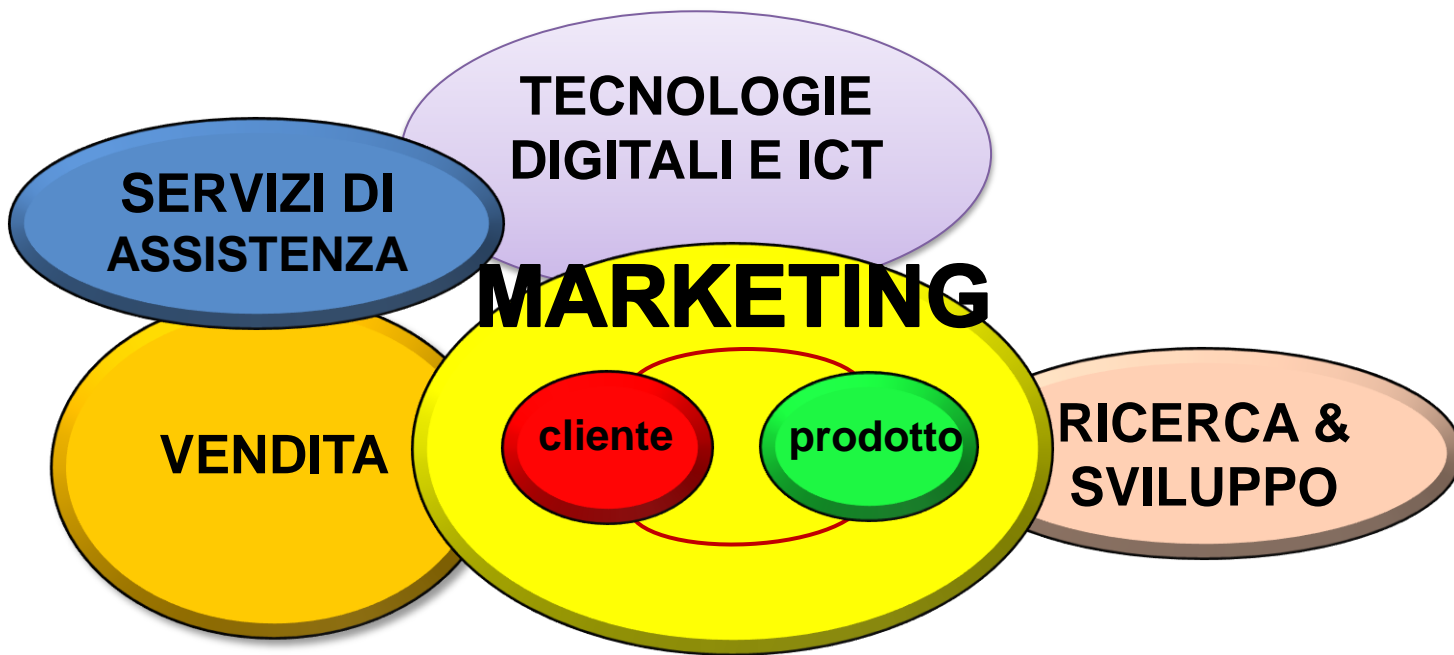 TECNOLOGIE
DIGITALI E ICT
SERVIZI DI
ASSISTENZA
MARKETING
VENDITA
cliente
prodotto
RICERCA &
SVILUPPO